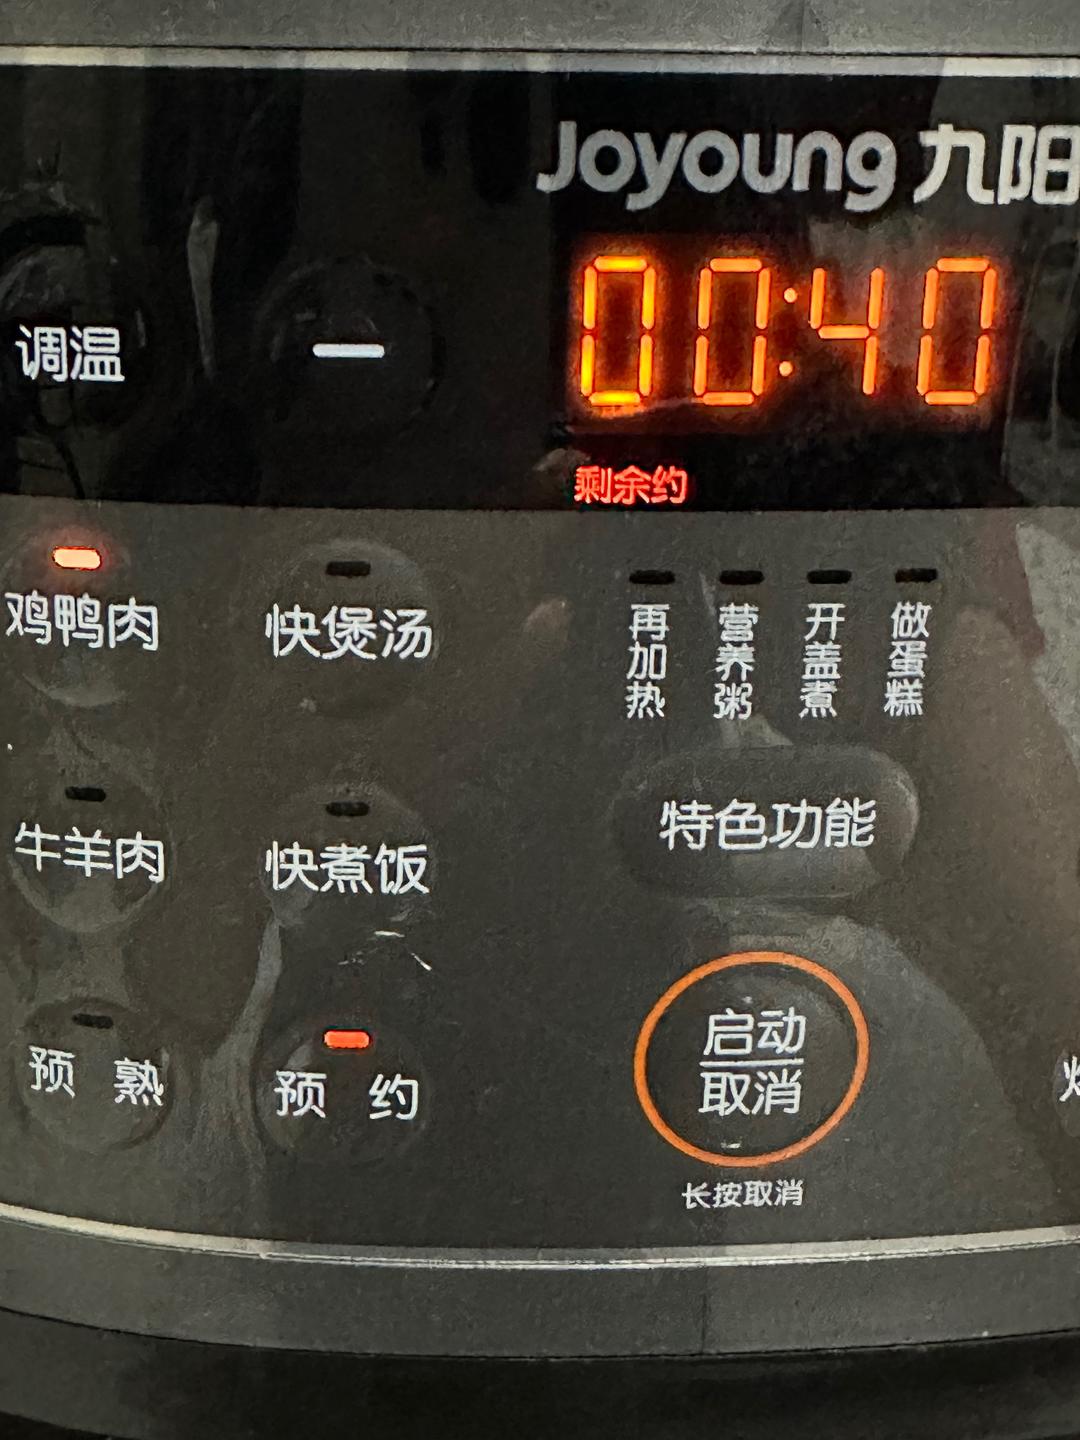 Joyoung 九阳
00:40
调温
剩余约
鸡鸭肉
快煲汤
再加热
营养粥
开盖煮
做蛋糕
牛羊肉
快煮饭
特色功能
预 熟
预 约
启动
取消
长按取消